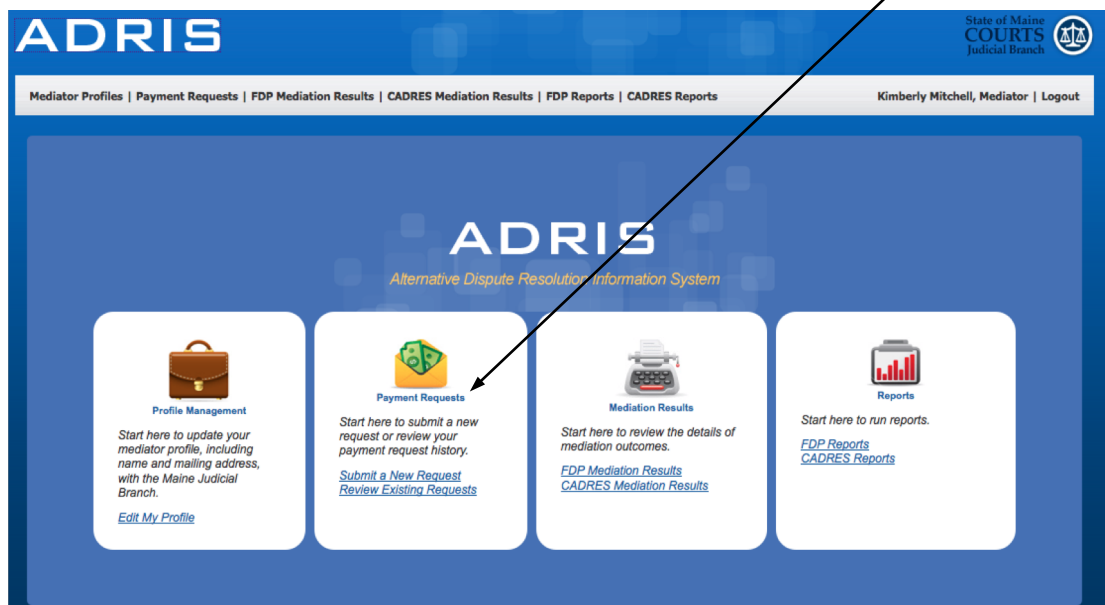 ADRIS
State of Maine
COURTS
Judicial Branch
Mediator Profiles | Payment Requests | FDP Mediation Results | CADRES Mediation Results | FDP Reports | CADRES Reports
Kimberly Mitchell, Mediator | Logout
ADRIS
Alternative Dispute Resolution Information System
Profile Management
Start here to update your
mediator profile, including
name and mailing address,
with the Maine Judicial
Branch.
Edit My Profile
Payment Requests
Start here to submit a new
request or review your
payment request history.
Submit a New Request
Review Existing Requests
Mediation Results
Start here to review the details of
mediation outcomes.
FDP Mediation Results
CADRES Mediation Results
Reports
Start here to run reports.
FDP Reports
CADRES Reports